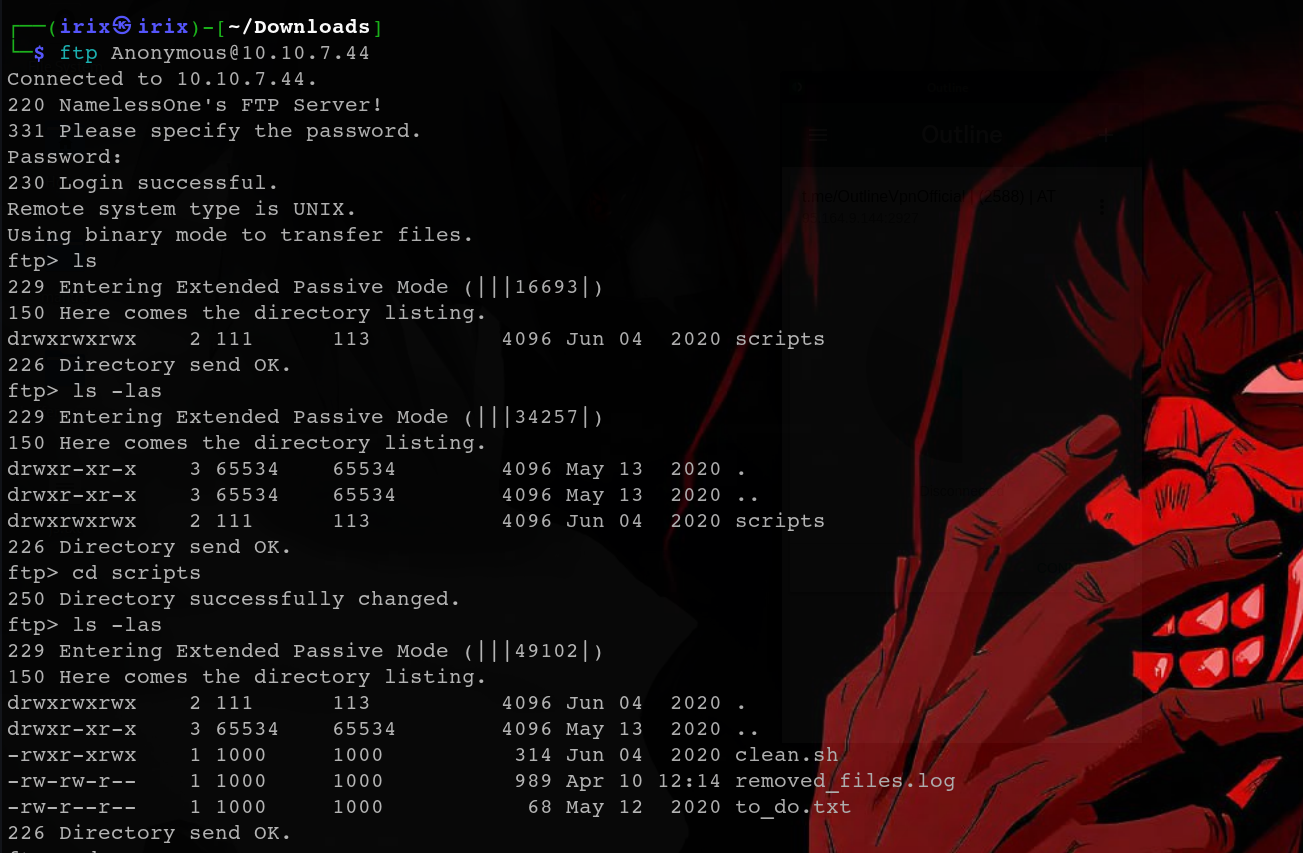 ┌──(irix㉿irix)-[~/Downloads]
└─$ ftp Anonymous@10.10.7.44
Connected to 10.10.7.44.
220 NamelessOne's FTP Server!
331 Please specify the password.
Password:
230 Login successful.
Remote system type is UNIX.
Using binary mode to transfer files.
ftp> ls
229 Entering Extended Passive Mode (|||16693|)
150 Here comes the directory listing.
drwxrwxrwx    2 111      113          4096 Jun 04  2020 scripts
226 Directory send OK.
ftp> ls -las
229 Entering Extended Passive Mode (|||34257|)
150 Here comes the directory listing.
drwxr-xr-x    3 65534    65534        4096 May 13  2020 .
drwxr-xr-x    3 65534    65534        4096 May 13  2020 ..
drwxrwxrwx    2 111      113          4096 Jun 04  2020 scripts
226 Directory send OK.
ftp> cd scripts
250 Directory successfully changed.
ftp> ls -las
229 Entering Extended Passive Mode (|||49102|)
150 Here comes the directory listing.
drwxrwxrwx    2 111      113          4096 Jun 04  2020 .
drwxr-xr-x    3 65534    65534        4096 May 13  2020 ..
-rwxr-xrwx    1 1000     1000          314 Jun 04  2020 clean.sh
-rw-rw-r--    1 1000     1000          989 Apr 10 12:14 removed_files.log
-rw-r--r--    1 1000     1000           68 May 12  2020 to_do.txt
226 Directory send OK.
Outline
t.me/OutlineVpnOfficial | (2588) | AT